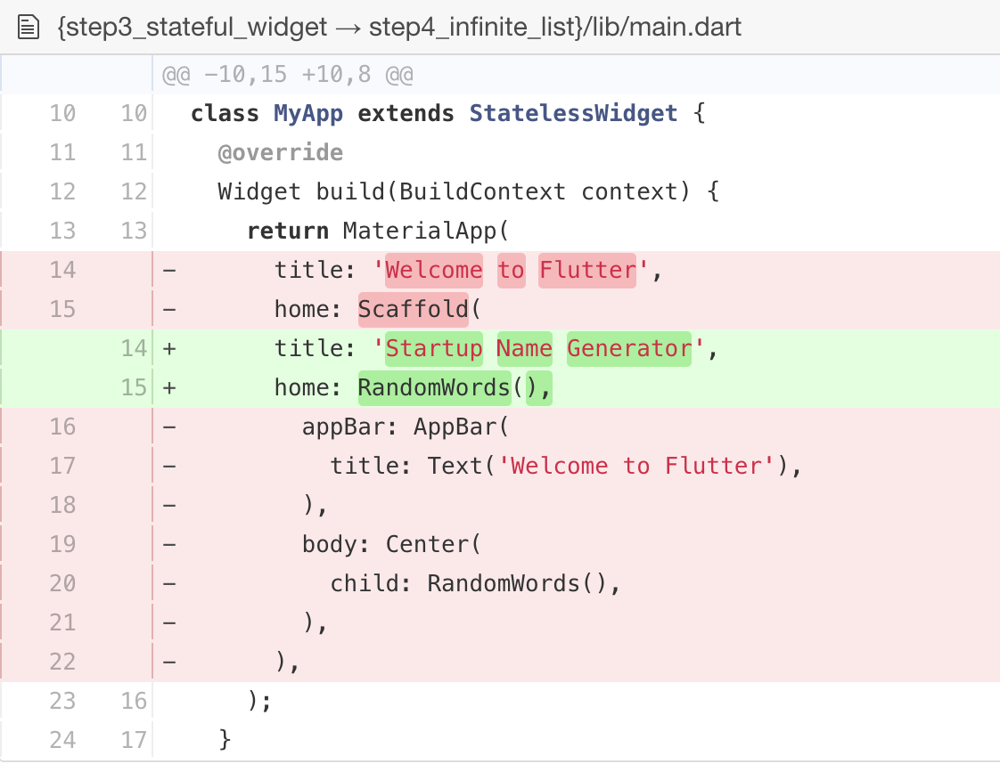 {step3_stateful_widget → step4_infinite_list}/lib/main.dart
@@ −10,15 +10,8 @@
10 10 class MyApp extends StatelessWidget {
11 11 @override
12 12 Widget build(BuildContext context) {
13 13 return MaterialApp(
14 − title: 'Welcome to Flutter',
15 − home: Scaffold(
14 + title: 'Startup Name Generator',
15 + home: RandomWords(),
16 − appBar: AppBar(
17 − title: Text('Welcome to Flutter'),
18 − ),
19 − body: Center(
20 − child: RandomWords(),
21 − ),
22 − ),
23 16 );
24 17 }